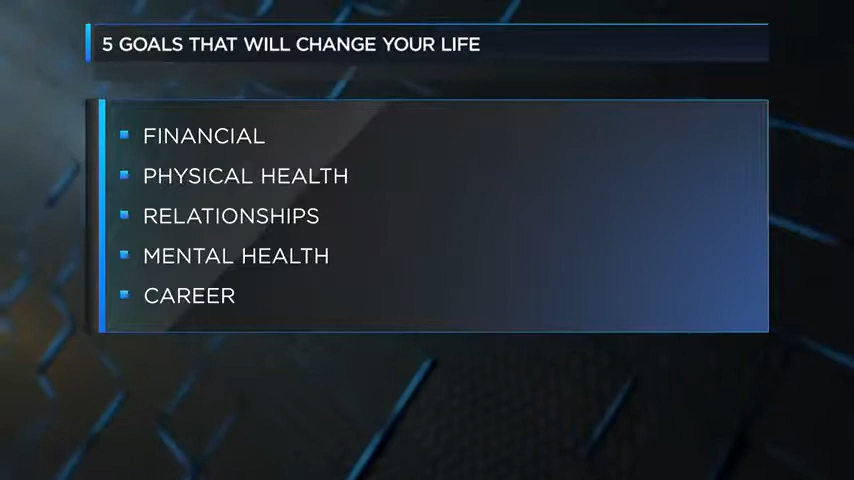 5 GOALS THAT WILL CHANGE YOUR LIFE
FINANCIAL
PHYSICAL HEALTH
RELATIONSHIPS
MENTAL HEALTH
CAREER